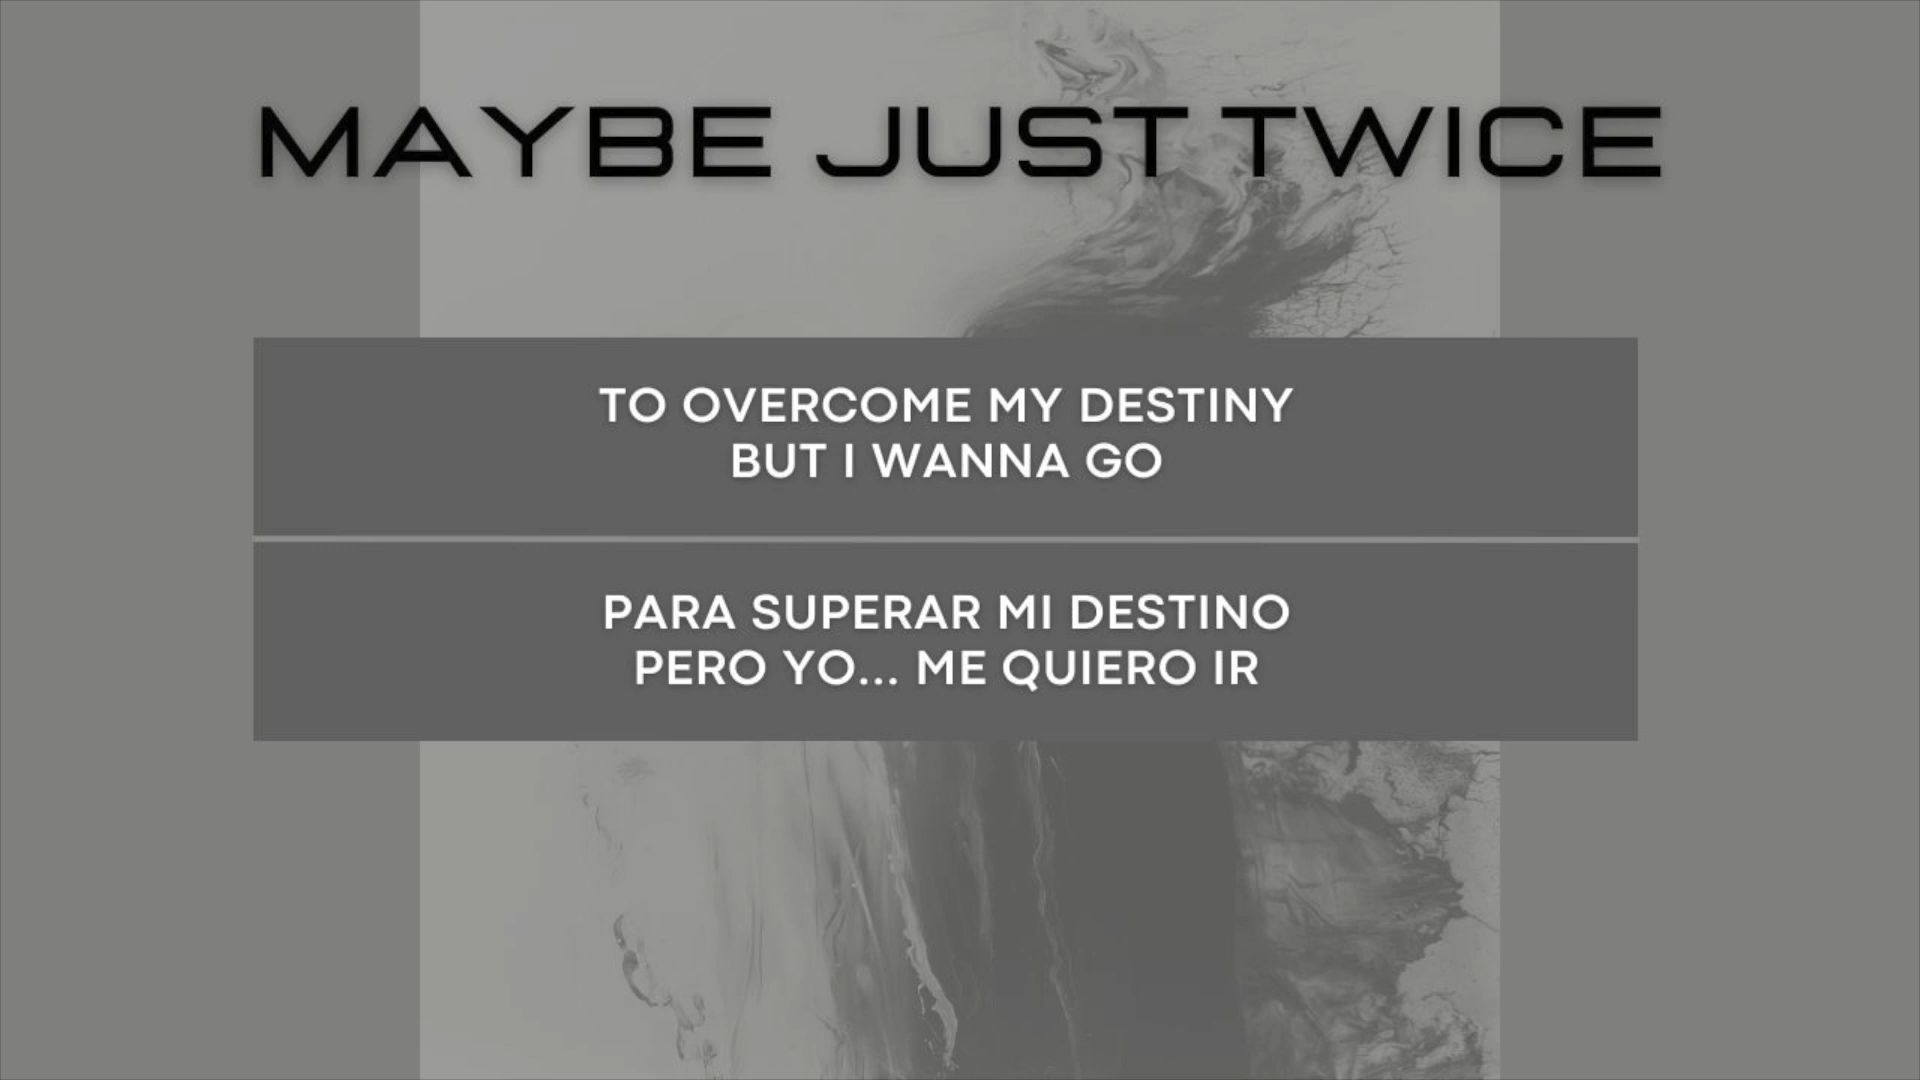 MAYBE JUST TWICE
TO OVERCOME MY DESTINY
BUT I WANNA GO
PARA SUPERAR MI DESTINO
PERO YO... ME QUIERO IR